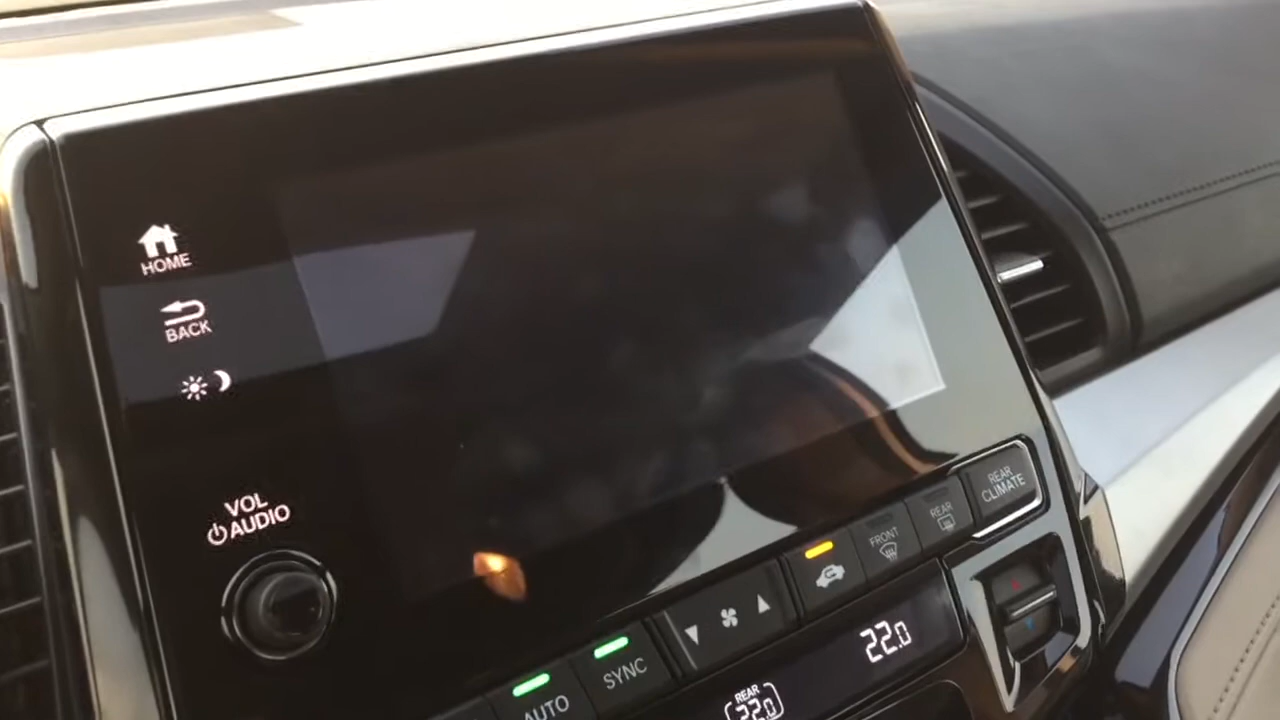 HOME
BACK
VOL
AUDIO
AUTO
SYNC
FRONT
REAR
REAR
CLIMATE
22.0
REAR
22.0